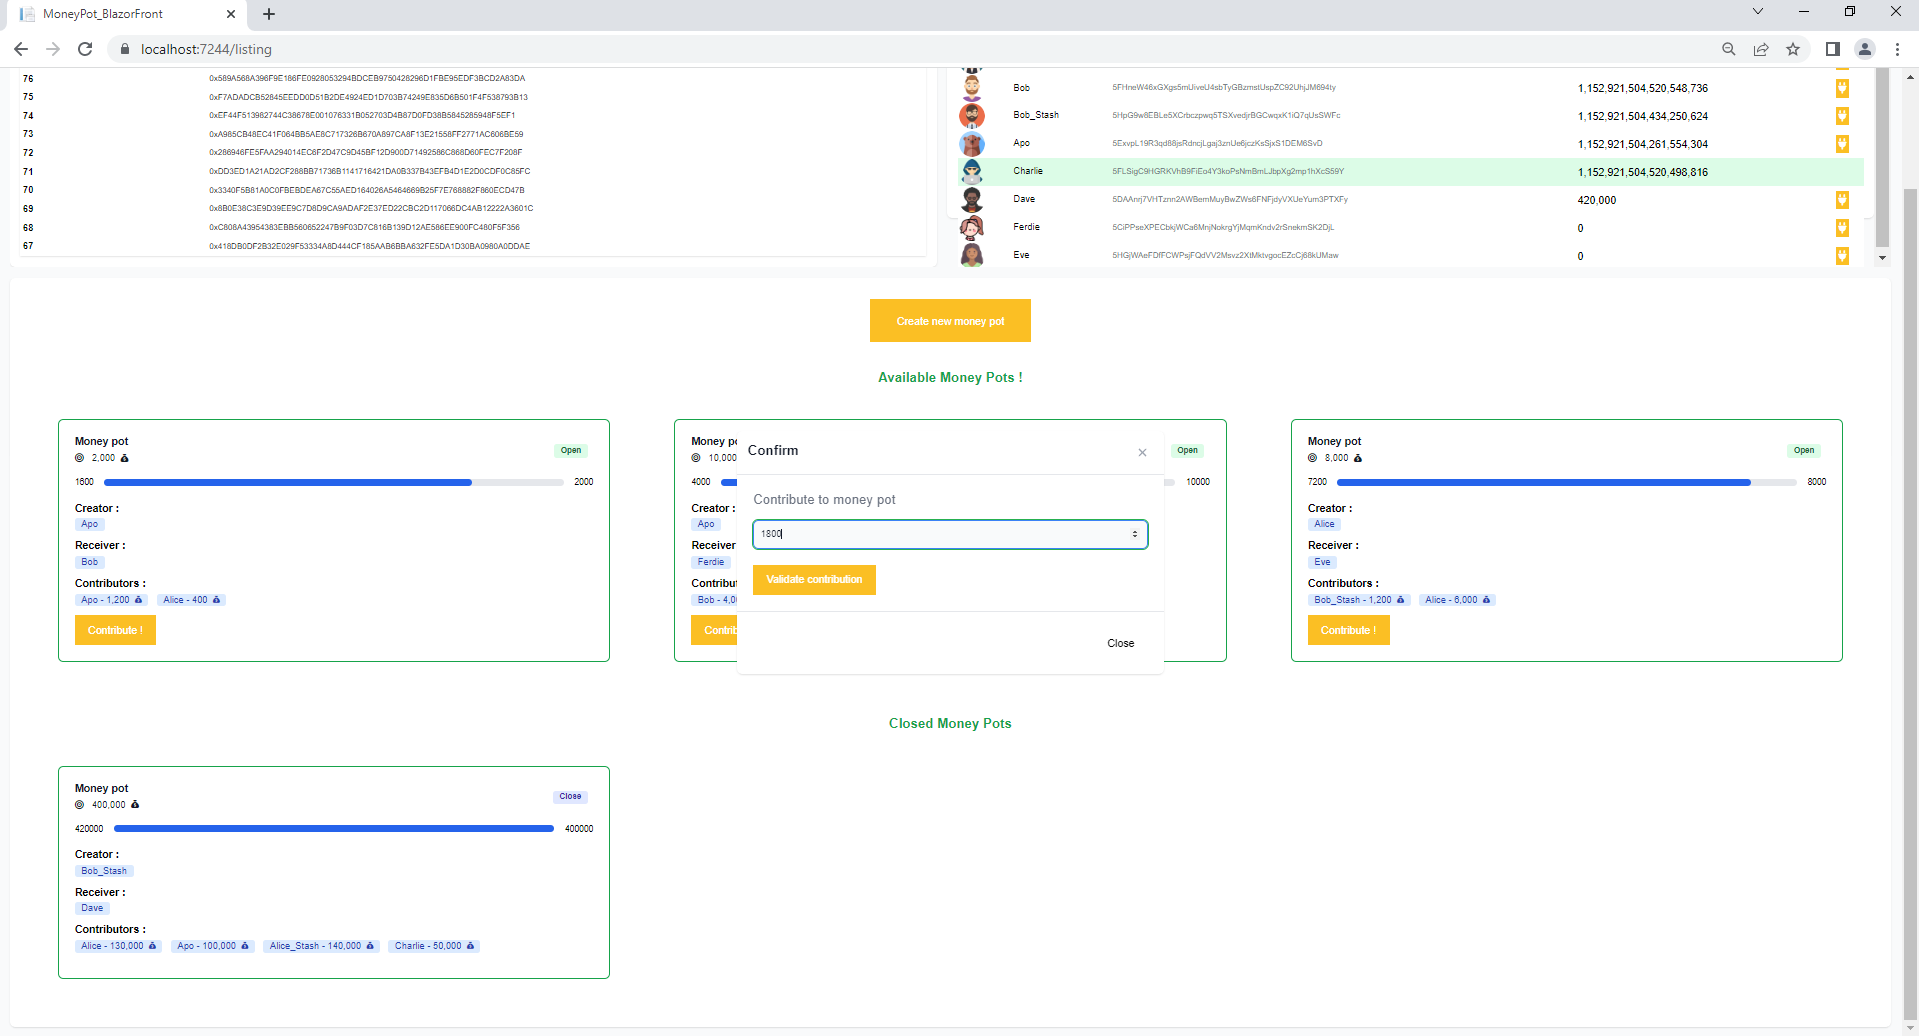 MoneyPot_BlazorFront
localhost:7244/listing
76 0x589A568A396F9E186FE0928053294BDCEB9750428296D1FBE95EDF3BCD2A83DA
75 0xF7ADADCB52845EEDD0D51B2DE4924ED1D703B74249E835D6B501F4F538793B13
74 0xEF44F513982744C38678E001076331B052703D4B87D0FD38B5845285948F5EF1
73 0xA985CB48EC41F064BB5AE8C717326B670A897CA8F13E21558FF2771AC606BE59
72 0x286946FE5FAA294014EC6F2D47C9D45BF12D900D71492586C868D60FEC7F208F
71 0xDD3ED1A21AD2CF288BB71736B1141716421DA0B337B43EFB4D1E2D0CDF0C85FC
70 0x3340F5B81A0C0FBEBDEA67C55AED164026A5464669B25F7E768882F860ECD47B
69 0x8B0E38C3E9D39EE9C7D8D9CA9ADAF2E37ED22CBC2D117066DC4AB12222A3601C
68 0xC808A43954383EBB560652247B9F03D7C816B139D12AE586EE900FC480F5F356
67 0x418DB0DF2B32E029F53334A8D444CF185AAB6BBA632FE5DA1D30BA0980A0DDAE
Bob 5FHneW46xGXgs5mUiveU4sbTyGBzmstUspZC92UhjJM694ty 1,152,921,504,520,548,736
Bob_Stash 5HpG9w8EBLe5XCrbczpwq5TSXvedjrBGCwqxK1iQ7qUsSWFc 1,152,921,504,434,250,624
Apo 5ExvpL19R3qd88jsRdncjLgaj3znUe6jczKsSjxS1DEM6SvD 1,152,921,504,261,554,304
Charlie 5FLSigC9HGRKVhB9FiEo4Y3koPsNmBmLJbpXg2mp1hXcS59Y 1,152,921,504,520,498,816
Dave 5DAAnrj7VHTznn2AWBemMuyBwZWs6FNFjdyVXUeYum3PTXFy 420,000
Ferdie 5CiPPseXPECbkjWCa6MnjNokrgYjMqmKndv2rSnekmSK2DjL 0
Eve 5HGjWAeFDfFCWPsjFQdVV2Msvz2XtMktvgocEZcCj68kUMaw 0
Create new money pot
Available Money Pots !
Money pot
2,000
Open
1600 2000
Creator :
Apo
Receiver :
Bob
Contributors :
Apo - 1,200 Alice - 400
Contribute !
Money po
10,000
Open
4000 10000
Creator :
Apo
Receiver
Ferdie
Contribut
Bob - 4,0
Contrib
Confirm
×
Contribute to money pot
1800
Validate contribution
Close
Money pot
8,000
Open
7200 8000
Creator :
Alice
Receiver :
Eve
Contributors :
Bob_Stash - 1,200 Alice - 6,000
Contribute !
Closed Money Pots
Money pot
400,000
Close
420000 400000
Creator :
Bob_Stash
Receiver :
Dave
Contributors :
Alice - 130,000 Apo - 100,000 Alice_Stash - 140,000 Charlie - 50,000